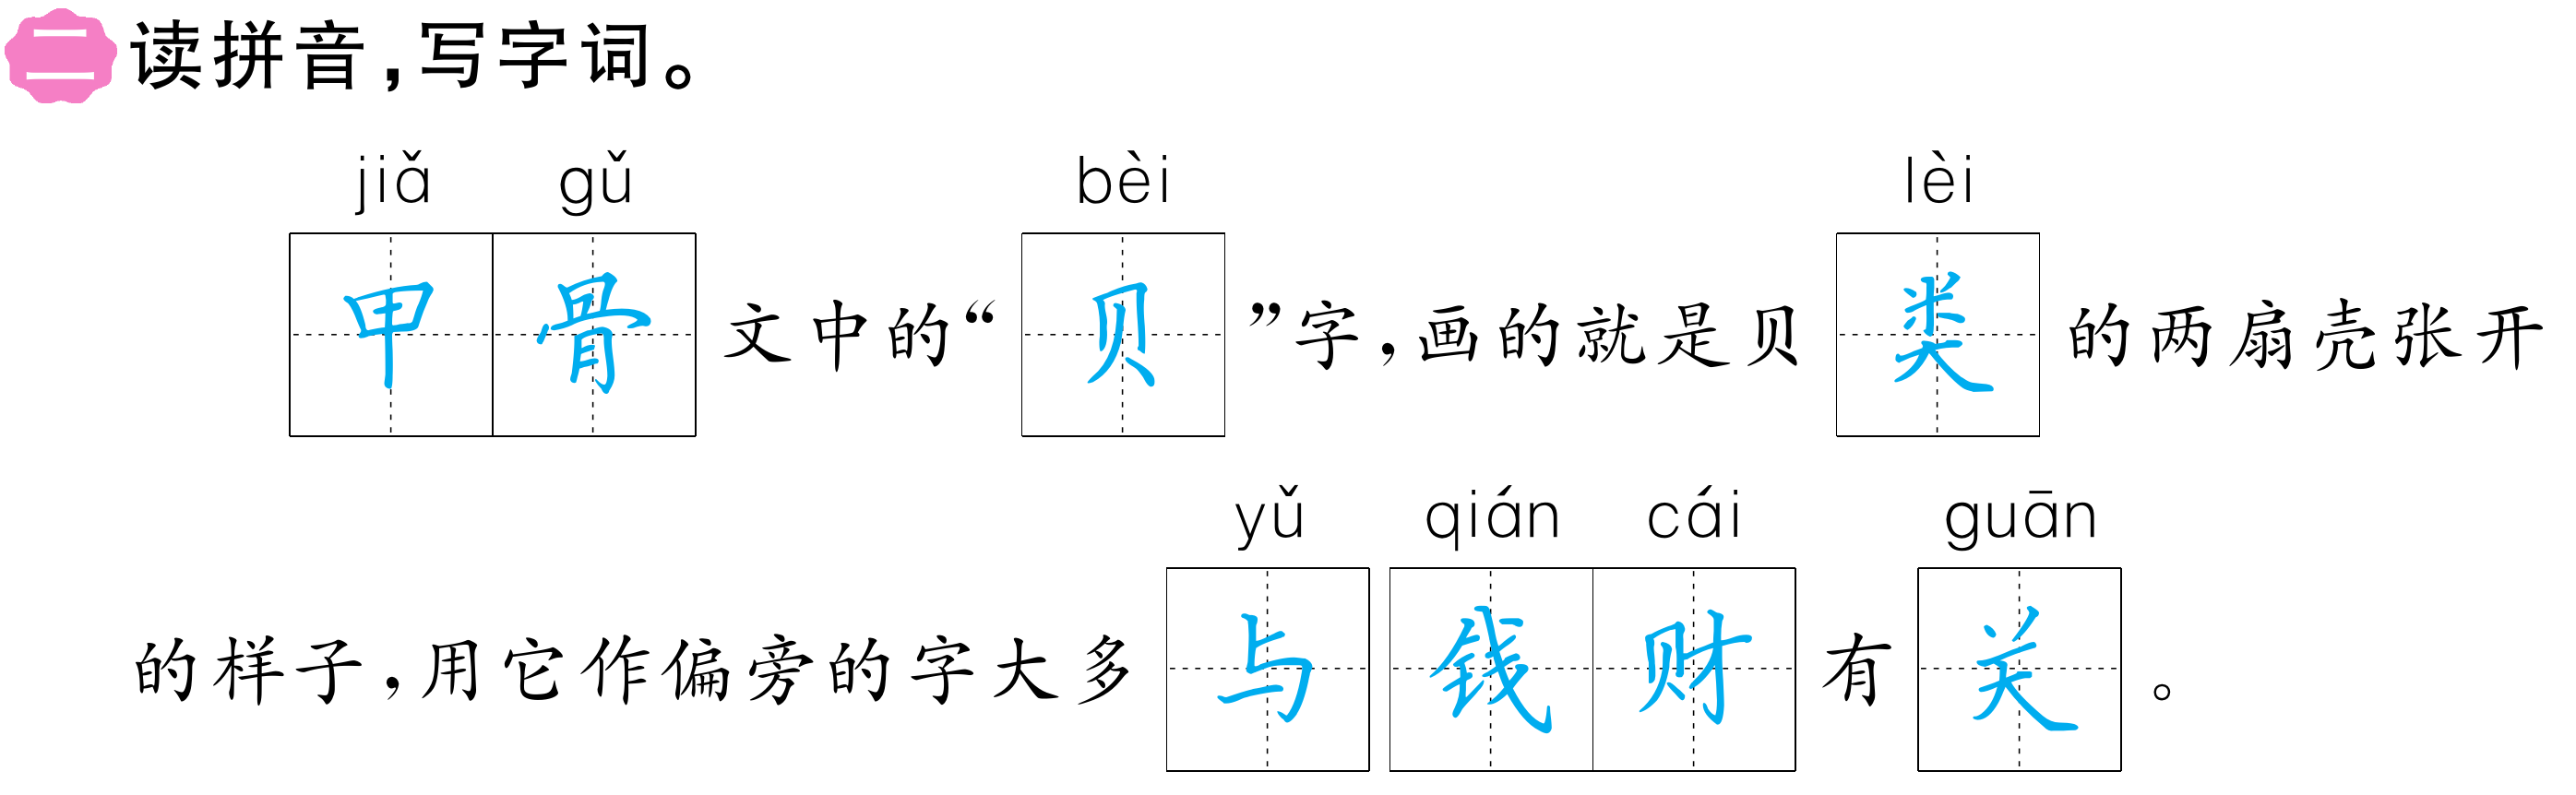 二 读拼音,写字词。
jiǎ gǔ bèi lèi
甲骨文中的“贝”字,画的就是贝类的两扇壳张开
yǔ qián cái guān
的样子,用它作偏旁的字大多与钱财有关。